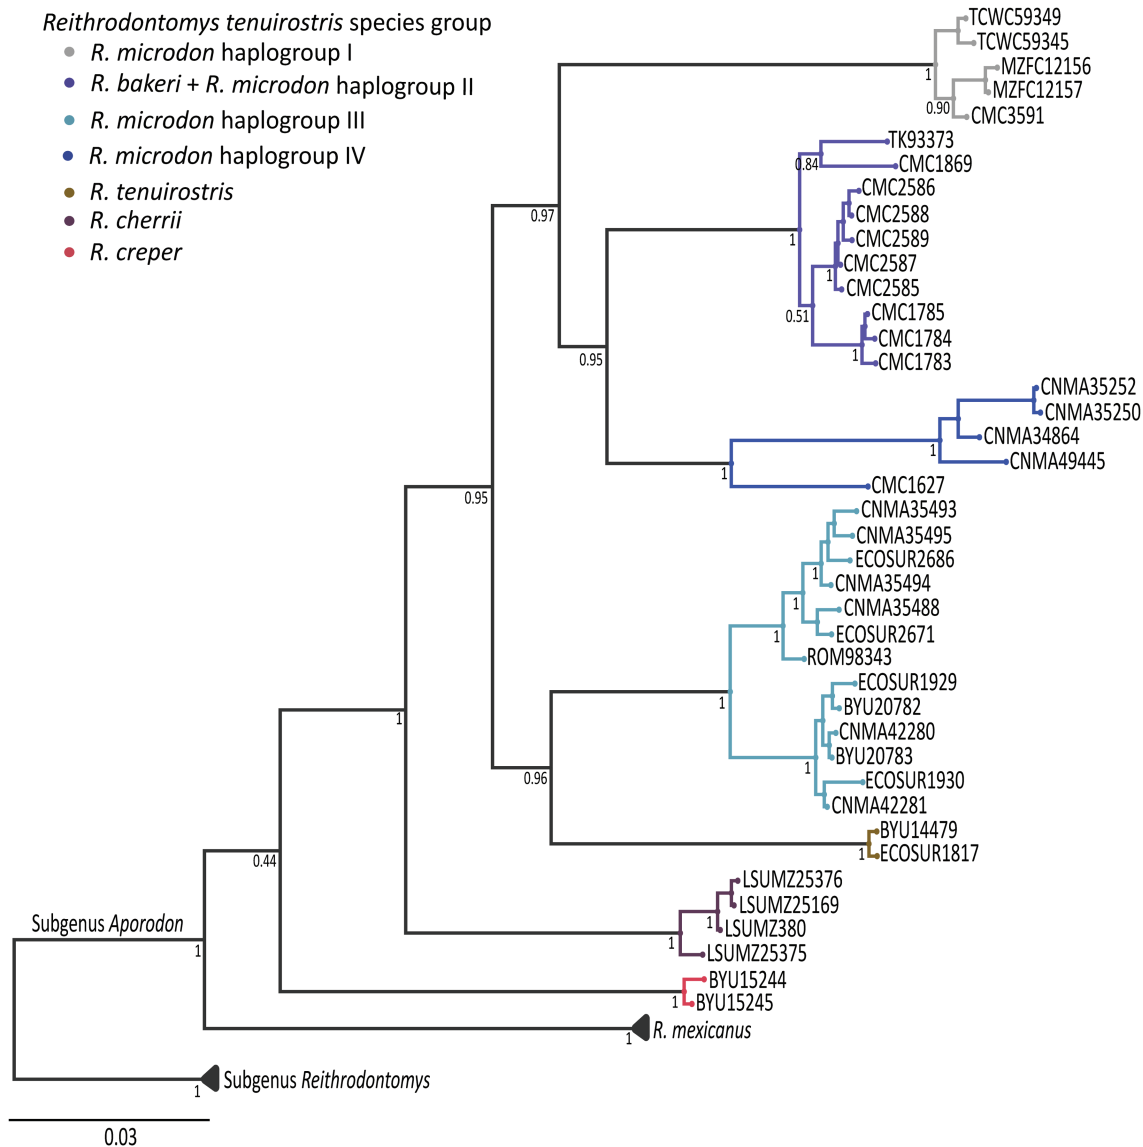 Reithrodontomys tenuirostris species group
R. microdon haplogroup I
R. bakeri + R. microdon haplogroup II
R. microdon haplogroup III
R. microdon haplogroup IV
R. tenuirostris
R. cherrii
R. creper
TCWC59349
TCWC59345
1
MZFC12156
MZFC12157
0.90
CMC3591
TK93373
0.84
CMC1869
CMC2586
0.97
CMC2588
1
CMC2589
CMC2587
1
CMC2585
CMC1785
0.51
CMC1784
1
0.95
CMC1783
CNMA35252
CNMA35250
CNMA34864
1
CNMA49445
1
CMC1627
0.95
CNMA35493
CNMA35495
ECOSUR2686
1
CNMA35494
1
CNMA35488
1
ECOSUR2671
ROM98343
ECOSUR1929
1
BYU20782
1
CNMA42280
BYU20783
1
0.96
ECOSUR1930
CNMA42281
BYU14479
1
ECOSUR1817
0.44
LSUMZ25376
LSUMZ25169
1
LSUMZ380
Subgenus Aporodon
1
1
LSUMZ25375
BYU15244
1
BYU15245
R. mexicanus
1
Subgenus Reithrodontomys
1
0.03